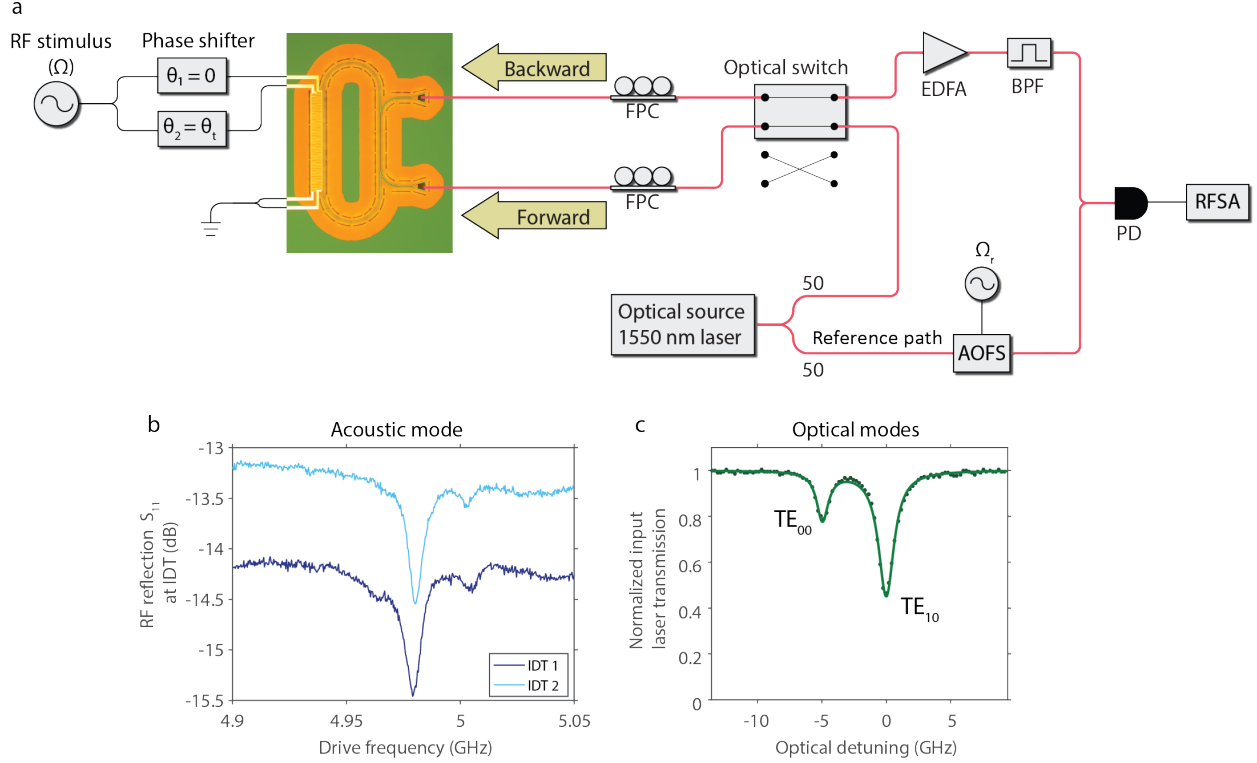 a
RF stimulus
(Ω)
Phase shifter
θ1 = 0
θ2 = θt
Backward
Forward
FPC
FPC
Optical switch
EDFA
BPF
PD
RFSA
Ωr
AOFS
Optical source
1550 nm laser
50
Reference path
50
b
Acoustic mode
RF reflection S11
at IDT (dB)
-13
-13.5
-14
-14.5
-15
-15.5
4.9
4.95
5
5.05
Drive frequency (GHz)
IDT 1
IDT 2
c
Optical modes
Normalized input
laser transmission
1
0.8
0.6
0.4
0.2
0
TE00
TE10
-10
-5
0
5
Optical detuning (GHz)